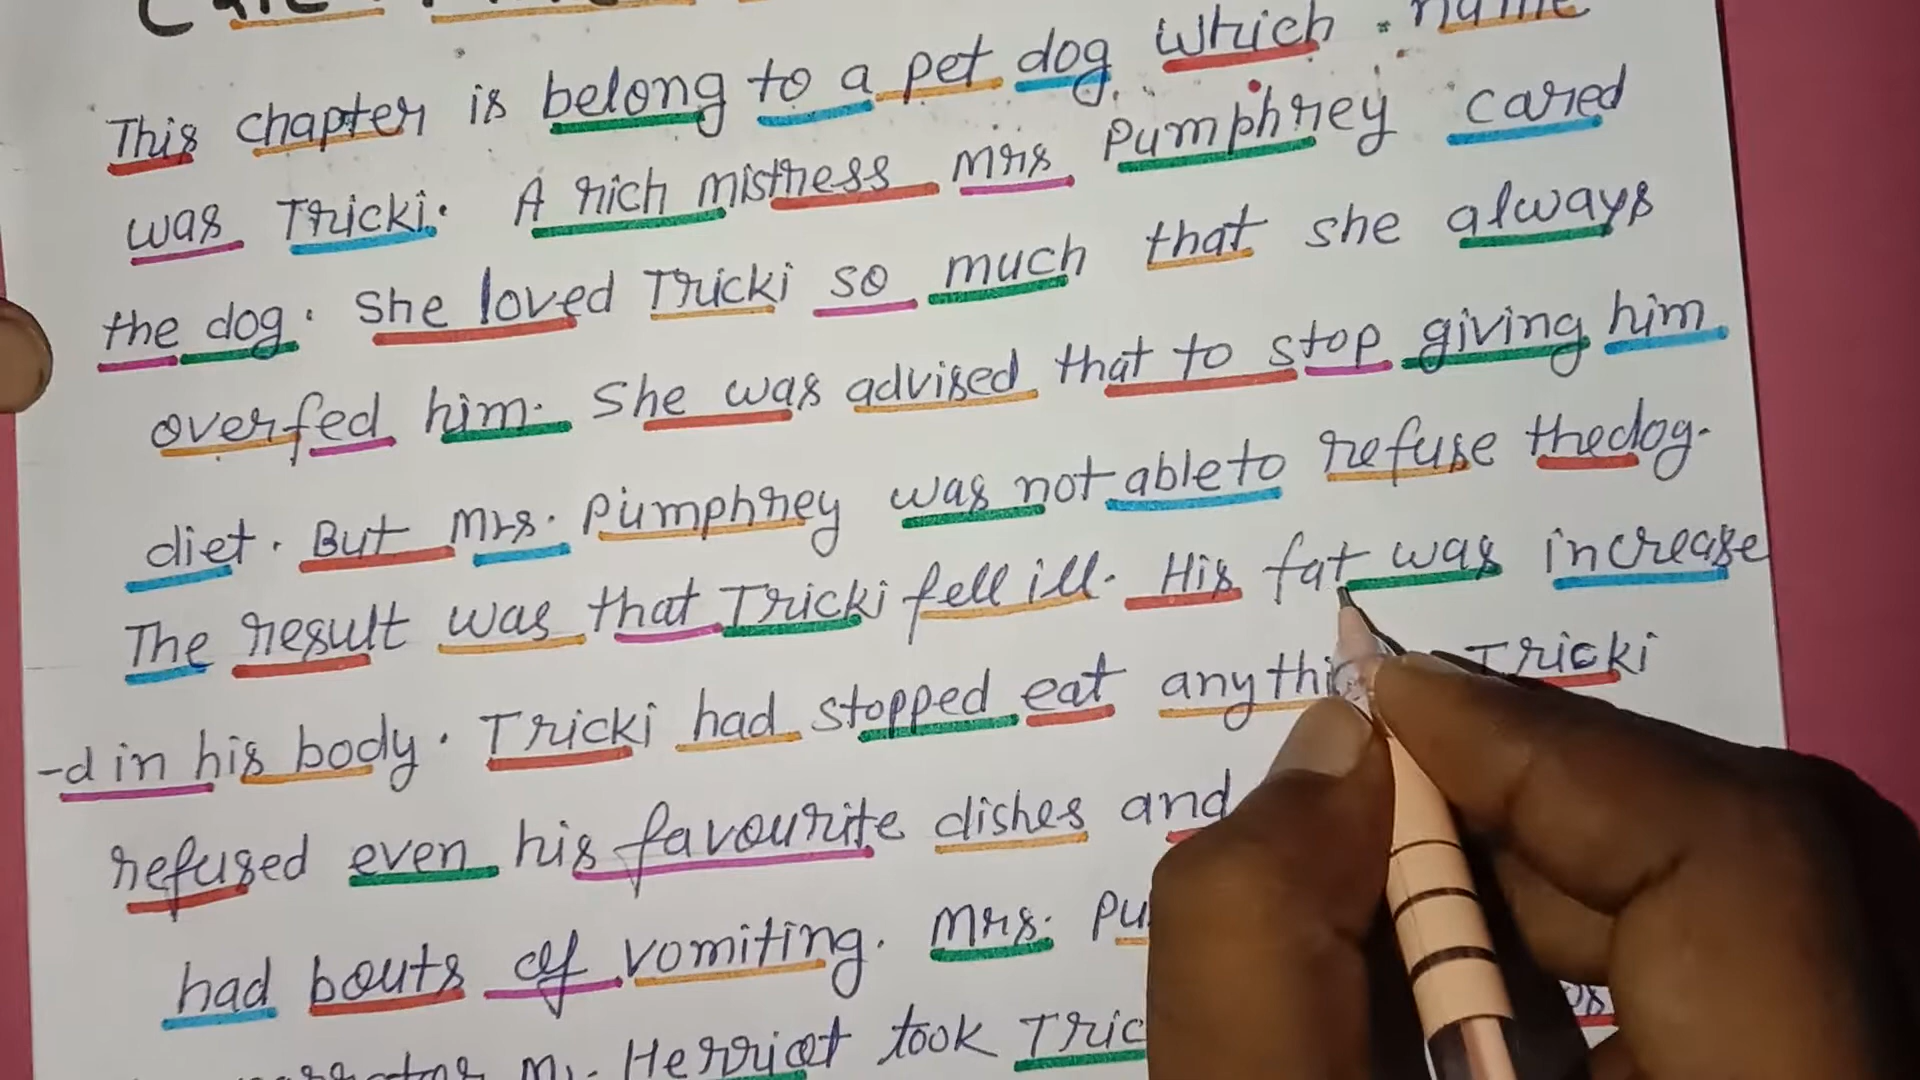 This chapter is belong to a pet dog which name
was Tricki. A rich mistress Mrs Pumphrey cared
the dog. She loved Tricki so much that she always
overfed him. She was advised that to stop giving him
diet. But Mrs. Pumphrey was not able to refuse the dog.
The result was that Tricki fell ill. His fat was increase
-d in his body. Tricki had stopped eat Tricki
refused even his favourite dishes and
had bouts of vomiting. Mrs.
Herriot took